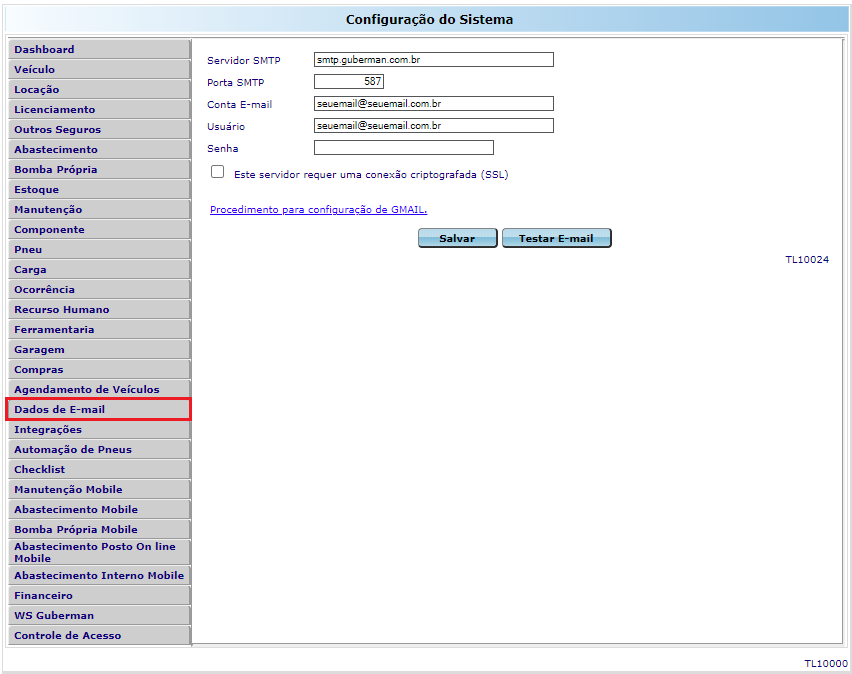 Configuração do Sistema
Dashboard
Veículo
Locação
Licenciamento
Outros Seguros
Abastecimento
Bomba Própria
Estoque
Manutenção
Componente
Pneu
Carga
Ocorrência
Recurso Humano
Ferramentaria
Garagem
Compras
Agendamento de Veículos
Dados de E-mail
Integrações
Automação de Pneus
Checklist
Manutenção Mobile
Abastecimento Mobile
Bomba Própria Mobile
Abastecimento Posto On line
Mobile
Abastecimento Interno Mobile
Financeiro
WS Guberman
Controle de Acesso
Servidor SMTP smtp.guberman.com.br
Porta SMTP 587
Conta E-mail seuemail@seuemail.com.br
Usuário seuemail@seuemail.com.br
Senha
Este servidor requer uma conexão criptografada (SSL)
Procedimento para configuração de GMAIL.
Salvar Testar E-mail
TL10024
TL10000